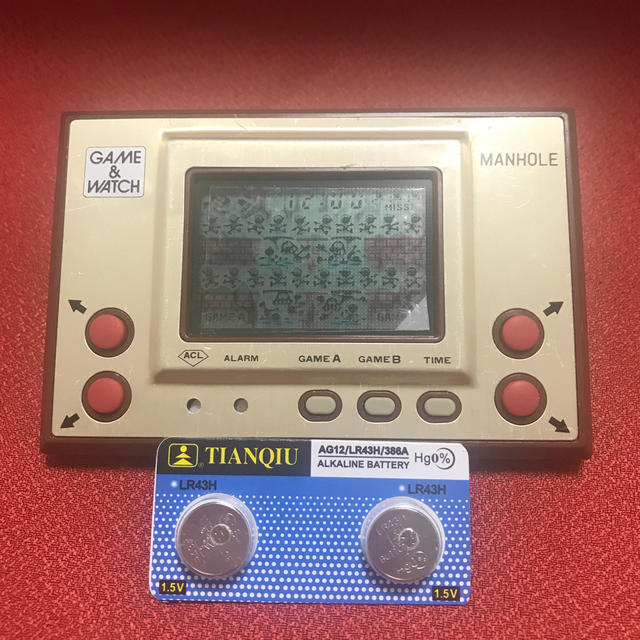 GAME
&
WATCH
MANHOLE
MISS
GAME A
ACL
ALARM
GAME A
GAME B
TIME
TIANQIU
AG12/LR43H/386A
ALKALINE BATTERY
Hg0%
LR43H
LR43H
1.5V
1.5V